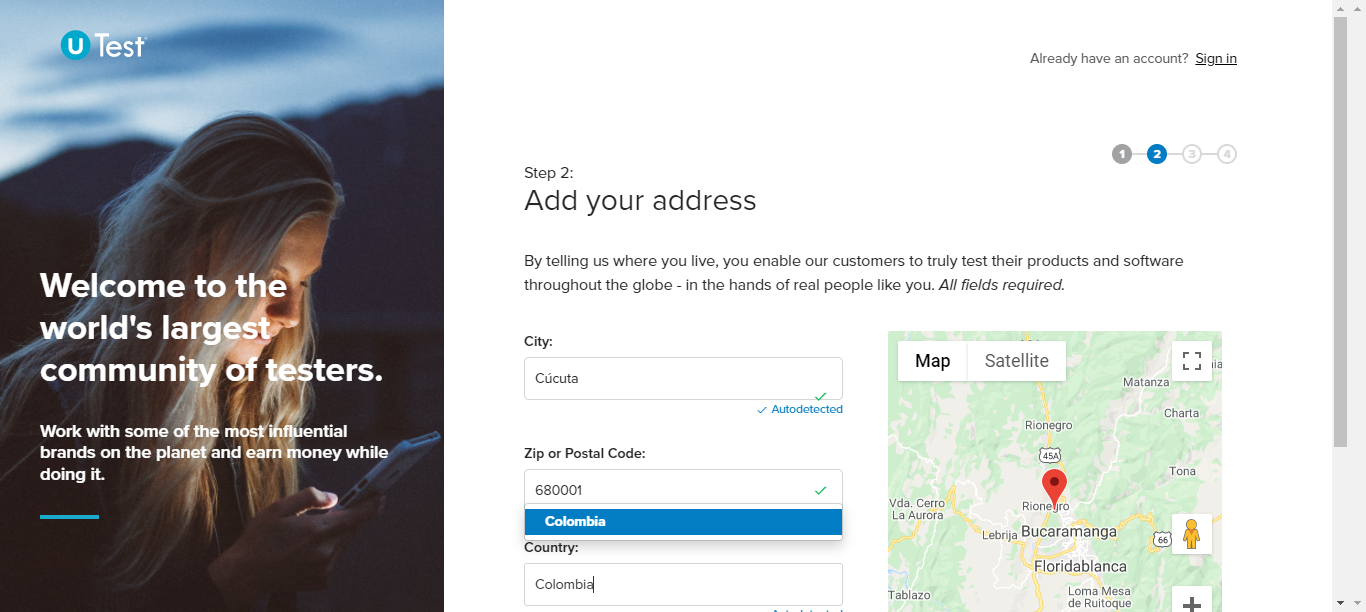 U Test
Already have an account? Sign in
1 2 3 4
Step 2:
Add your address
By telling us where you live, you enable our customers to truly test their products and software
throughout the globe - in the hands of real people like you. All fields required.
Welcome to the
world's largest
community of testers.
Work with some of the most influential
brands on the planet and earn money while
doing it.
City:
Cúcuta
Autodetected
Zip or Postal Code:
680001
Colombia
Country:
Colombia
Map Satellite
Matanza
Charta
Rionegro
45A
Tona
Vda. Cerro
La Aurora
Rionegro
Lebrija
Bucaramanga
66
Floridablanca
Tablazo
Loma Mesa
de Ruitoque